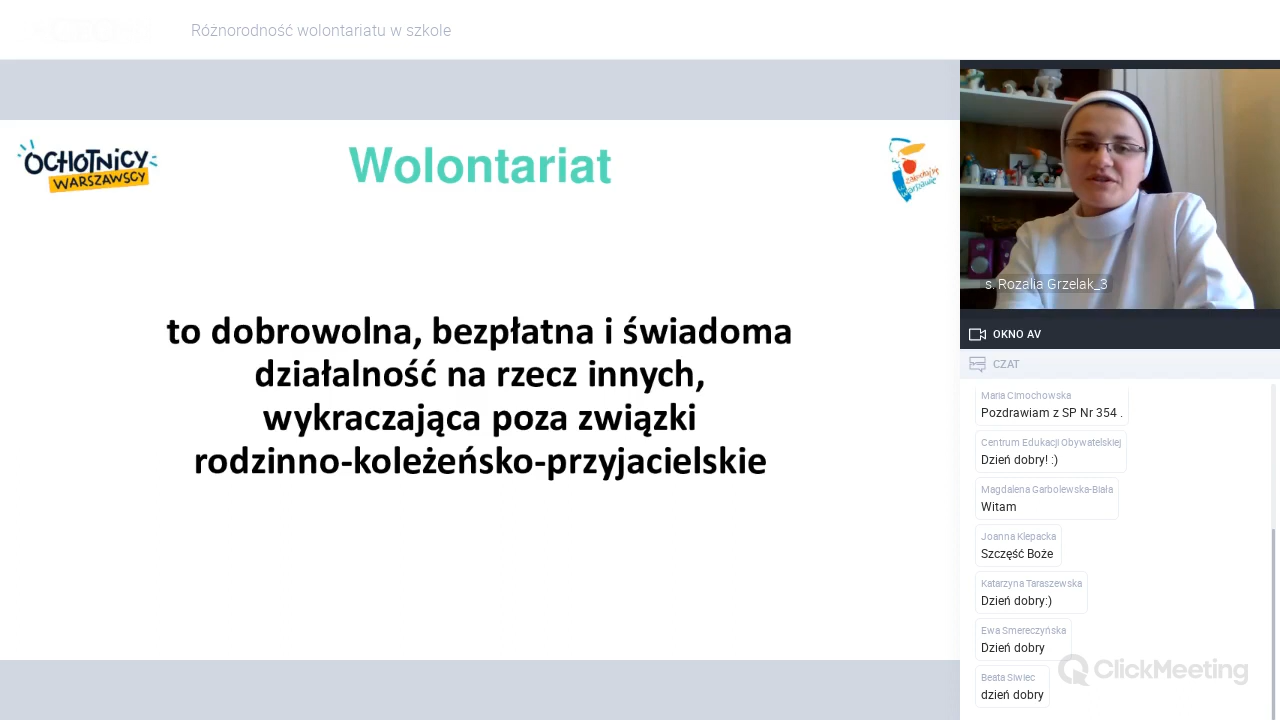 Różnorodność wolontariatu w szkole
OCHOTNICY
WARSZAWSCY
Wolontariat
zakochaj się
w Warszawie
to dobrowolna, bezpłatna i świadoma
działalność na rzecz innych,
wykraczająca poza związki
rodzinno-koleżeńsko-przyjacielskie
s. Rozalia Grzelak_3
OKNO AV
CZAT
Maria Cimochowska
Pozdrawiam z SP Nr 354 .
Centrum Edukacji Obywatelskiej
Dzień dobry! :)
Magdalena Garbolewska-Biała
Witam
Joanna Klepacka
Szczęść Boże
Katarzyna Taraszewska
Dzień dobry:)
Ewa Smereczyńska
Dzień dobry
Beata Siwiec
dzień dobry
ClickMeeting